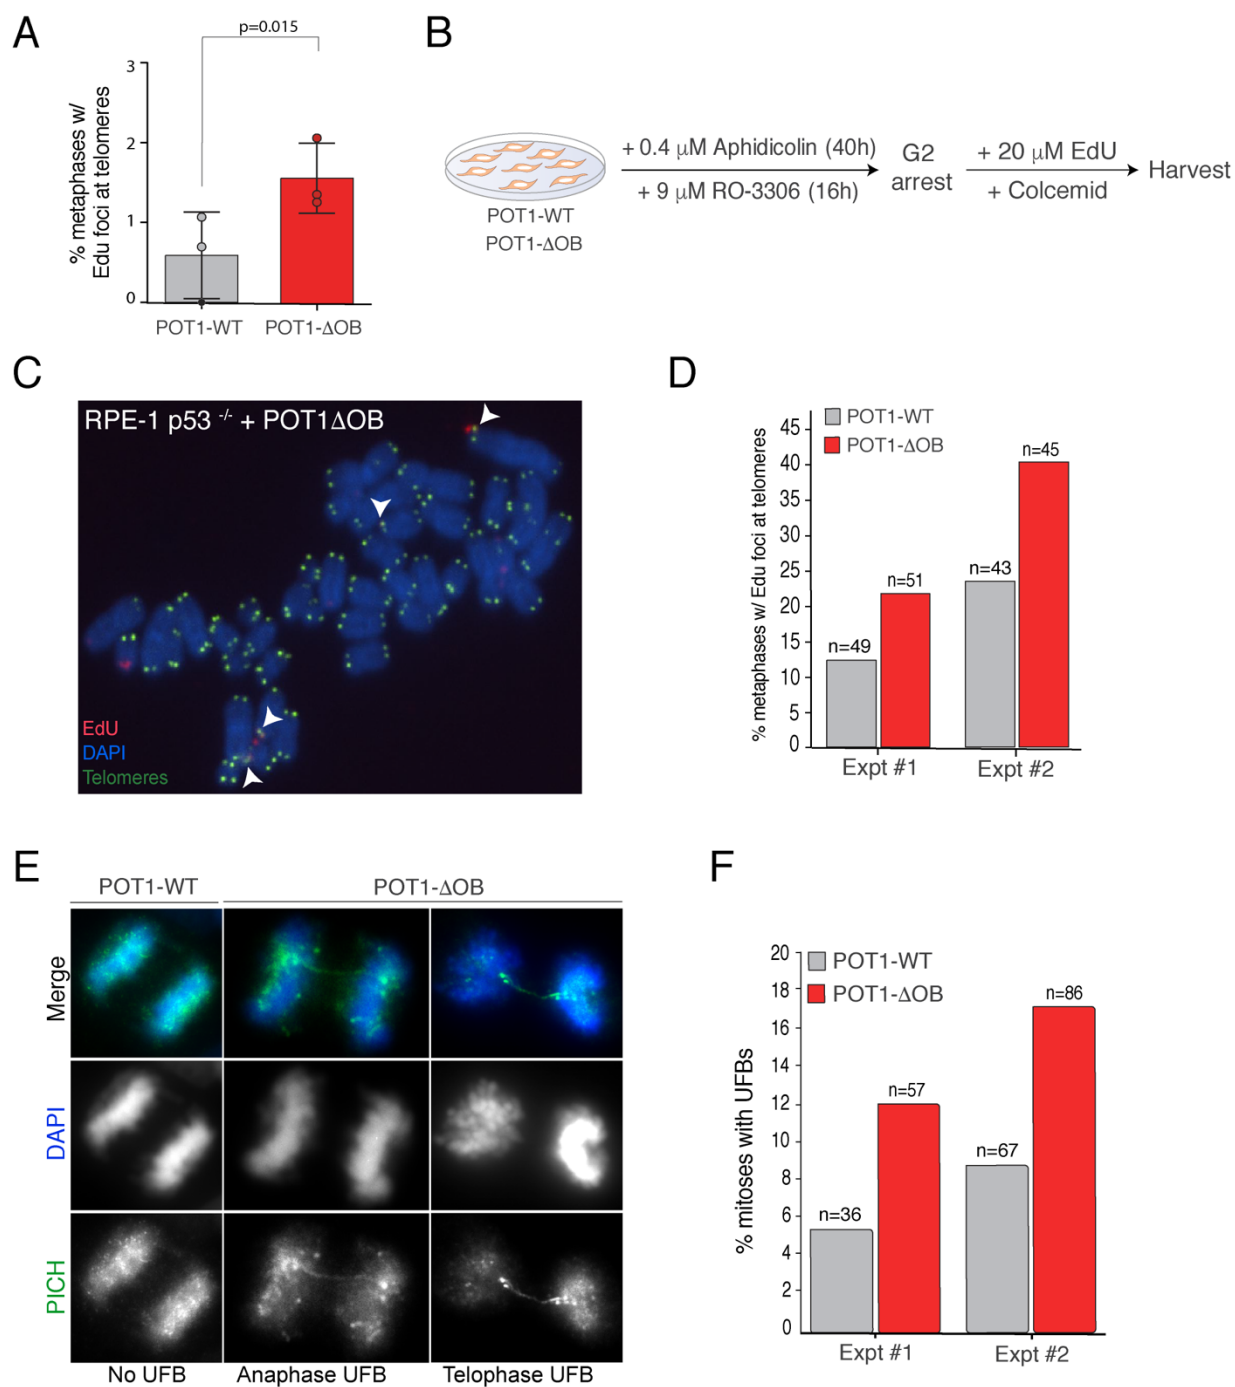 A
p=0.015
% metaphases w/
Edu foci at telomeres
3
2
1
0
POT1-WT
POT1-ΔOB
B
+ 0.4 μM Aphidicolin (40h)
+ 9 μM RO-3306 (16h)
G2
arrest
+ 20 μM EdU
+ Colcemid
Harvest
POT1-WT
POT1-ΔOB
C
RPE-1 p53 -/- + POT1ΔOB
EdU
DAPI
Telomeres
D
POT1-WT
POT1-ΔOB
% metaphases w/ Edu foci at telomeres
45
40
35
30
25
20
15
10
5
0
n=49
n=51
n=43
n=45
Expt #1
Expt #2
E
POT1-WT
POT1-ΔOB
Merge
DAPI
PICH
No UFB
Anaphase UFB
Telophase UFB
F
POT1-WT
POT1-ΔOB
% mitoses with UFBs
20
18
16
14
12
10
8
6
4
2
0
n=36
n=57
n=67
n=86
Expt #1
Expt #2